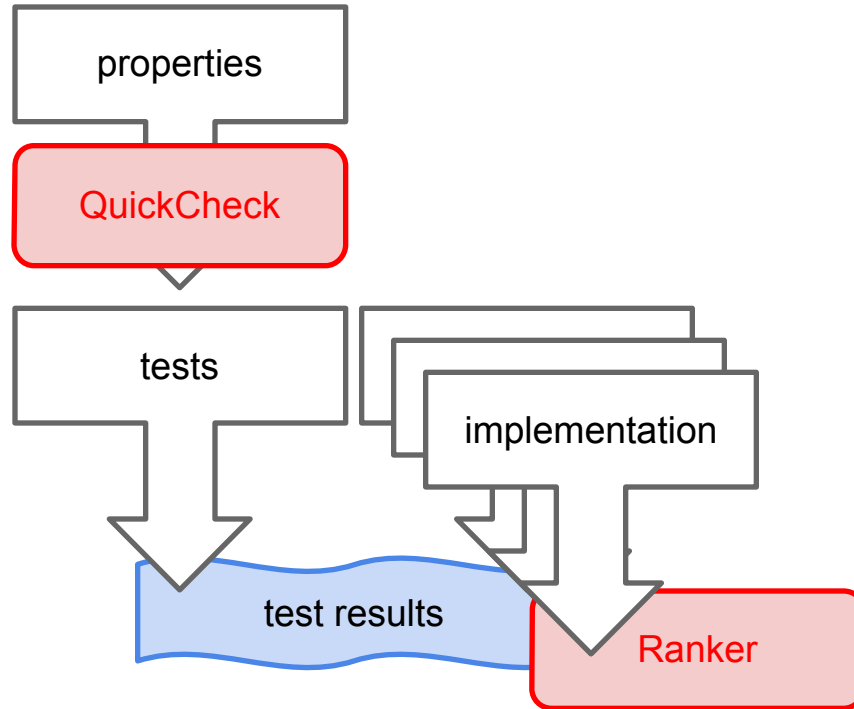 properties
QuickCheck
tests
implementation
test results
Ranker